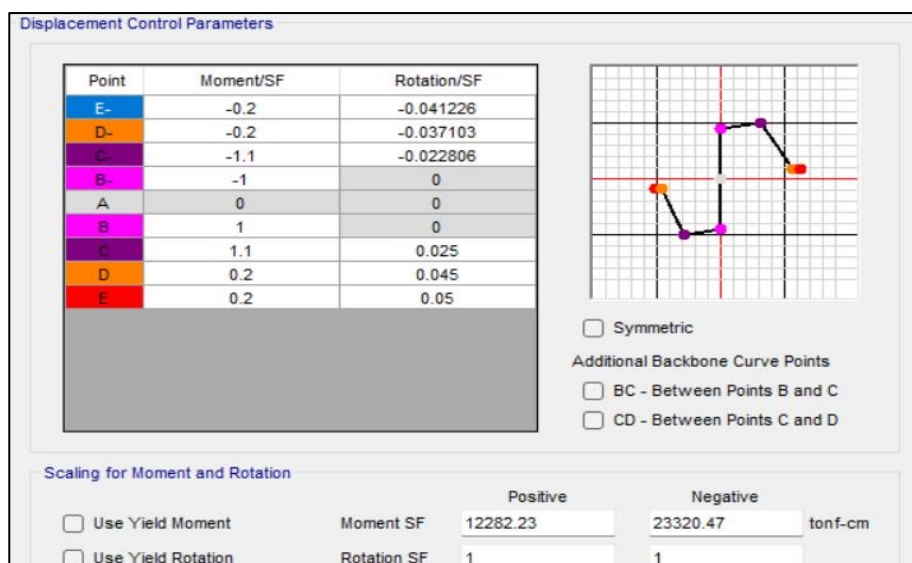 Displacement Control Parameters
Point Moment/SF Rotation/SF
E- -0.2 -0.041226
D- -0.2 -0.037103
C- -1.1 -0.022806
B- -1 0
A 0 0
B 1 0
C 1.1 0.025
D 0.2 0.045
E 0.2 0.05
Symmetric
Additional Backbone Curve Points
BC - Between Points B and C
CD - Between Points C and D
Scaling for Moment and Rotation
Positive Negative
Use Yield Moment Moment SF 12282.23 23320.47 tonf-cm
Use Yield Rotation Rotation SF 1 1